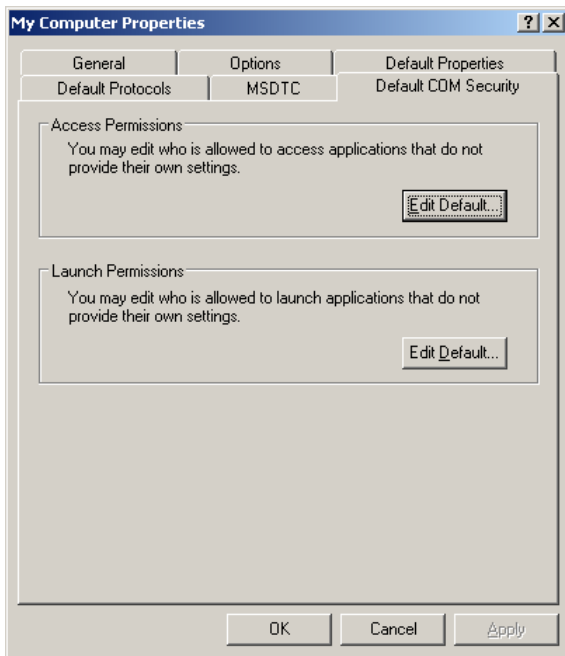 My Computer Properties
General Options Default Properties
Default Protocols MSDTC Default COM Security
Access Permissions
You may edit who is allowed to access applications that do not
provide their own settings.
Edit Default...
Launch Permissions
You may edit who is allowed to launch applications that do not
provide their own settings.
Edit Default...
OK Cancel Apply